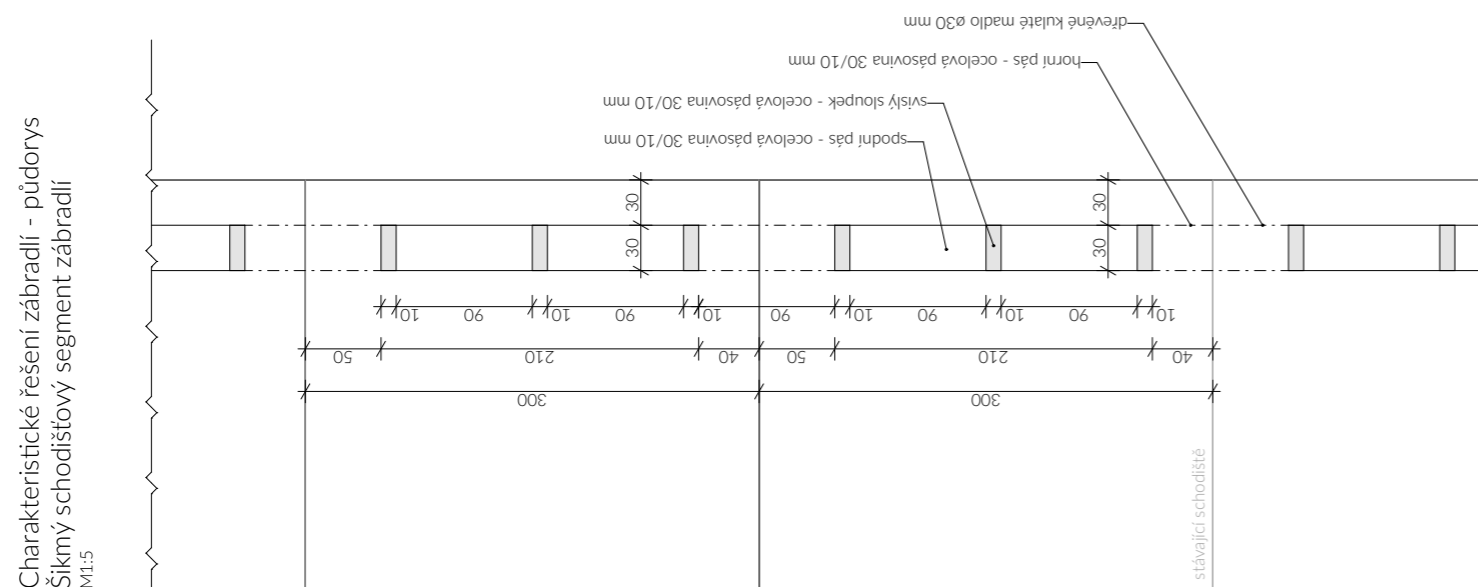 Charakteristické řešení zábradlí - půdorys
Šikmý schodišťový segment zábradlí
M1:5
dřevěné kulaté madlo ø30 mm
horní pás - ocelová pásovina 30/10 mm
svislý sloupek - ocelová pásovina 30/10 mm
spodní pás - ocelová pásovina 30/10 mm
30
30
30
30
10 90 10 90 10 90 10 90 10 90 10
50 210 40 50 210 40
300 300
stávající schodiště